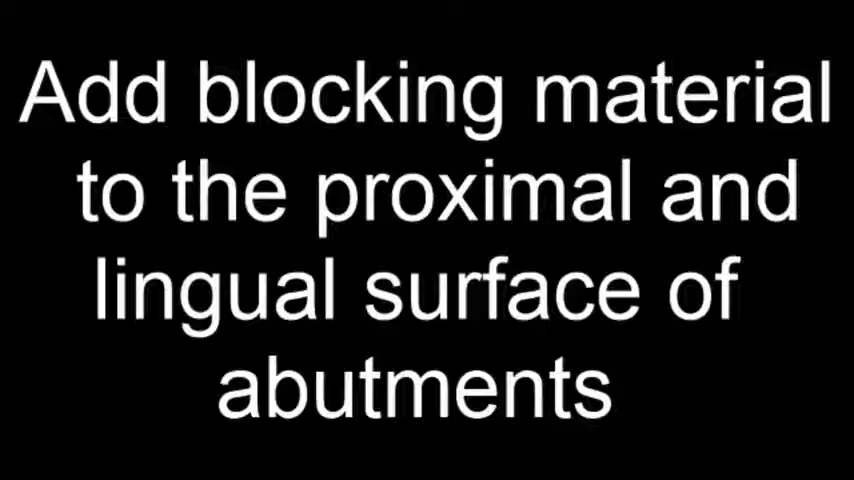 Add blocking material
to the proximal and
lingual surface of
abutments